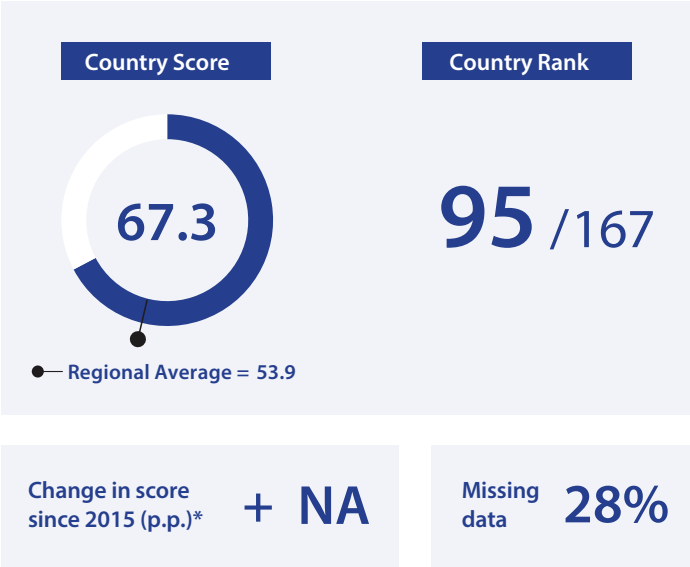 Country Score
Country Rank
67.3
95 /167
Regional Average = 53.9
Change in score
since 2015 (p.p.)*
+ NA
Missing
data
28%